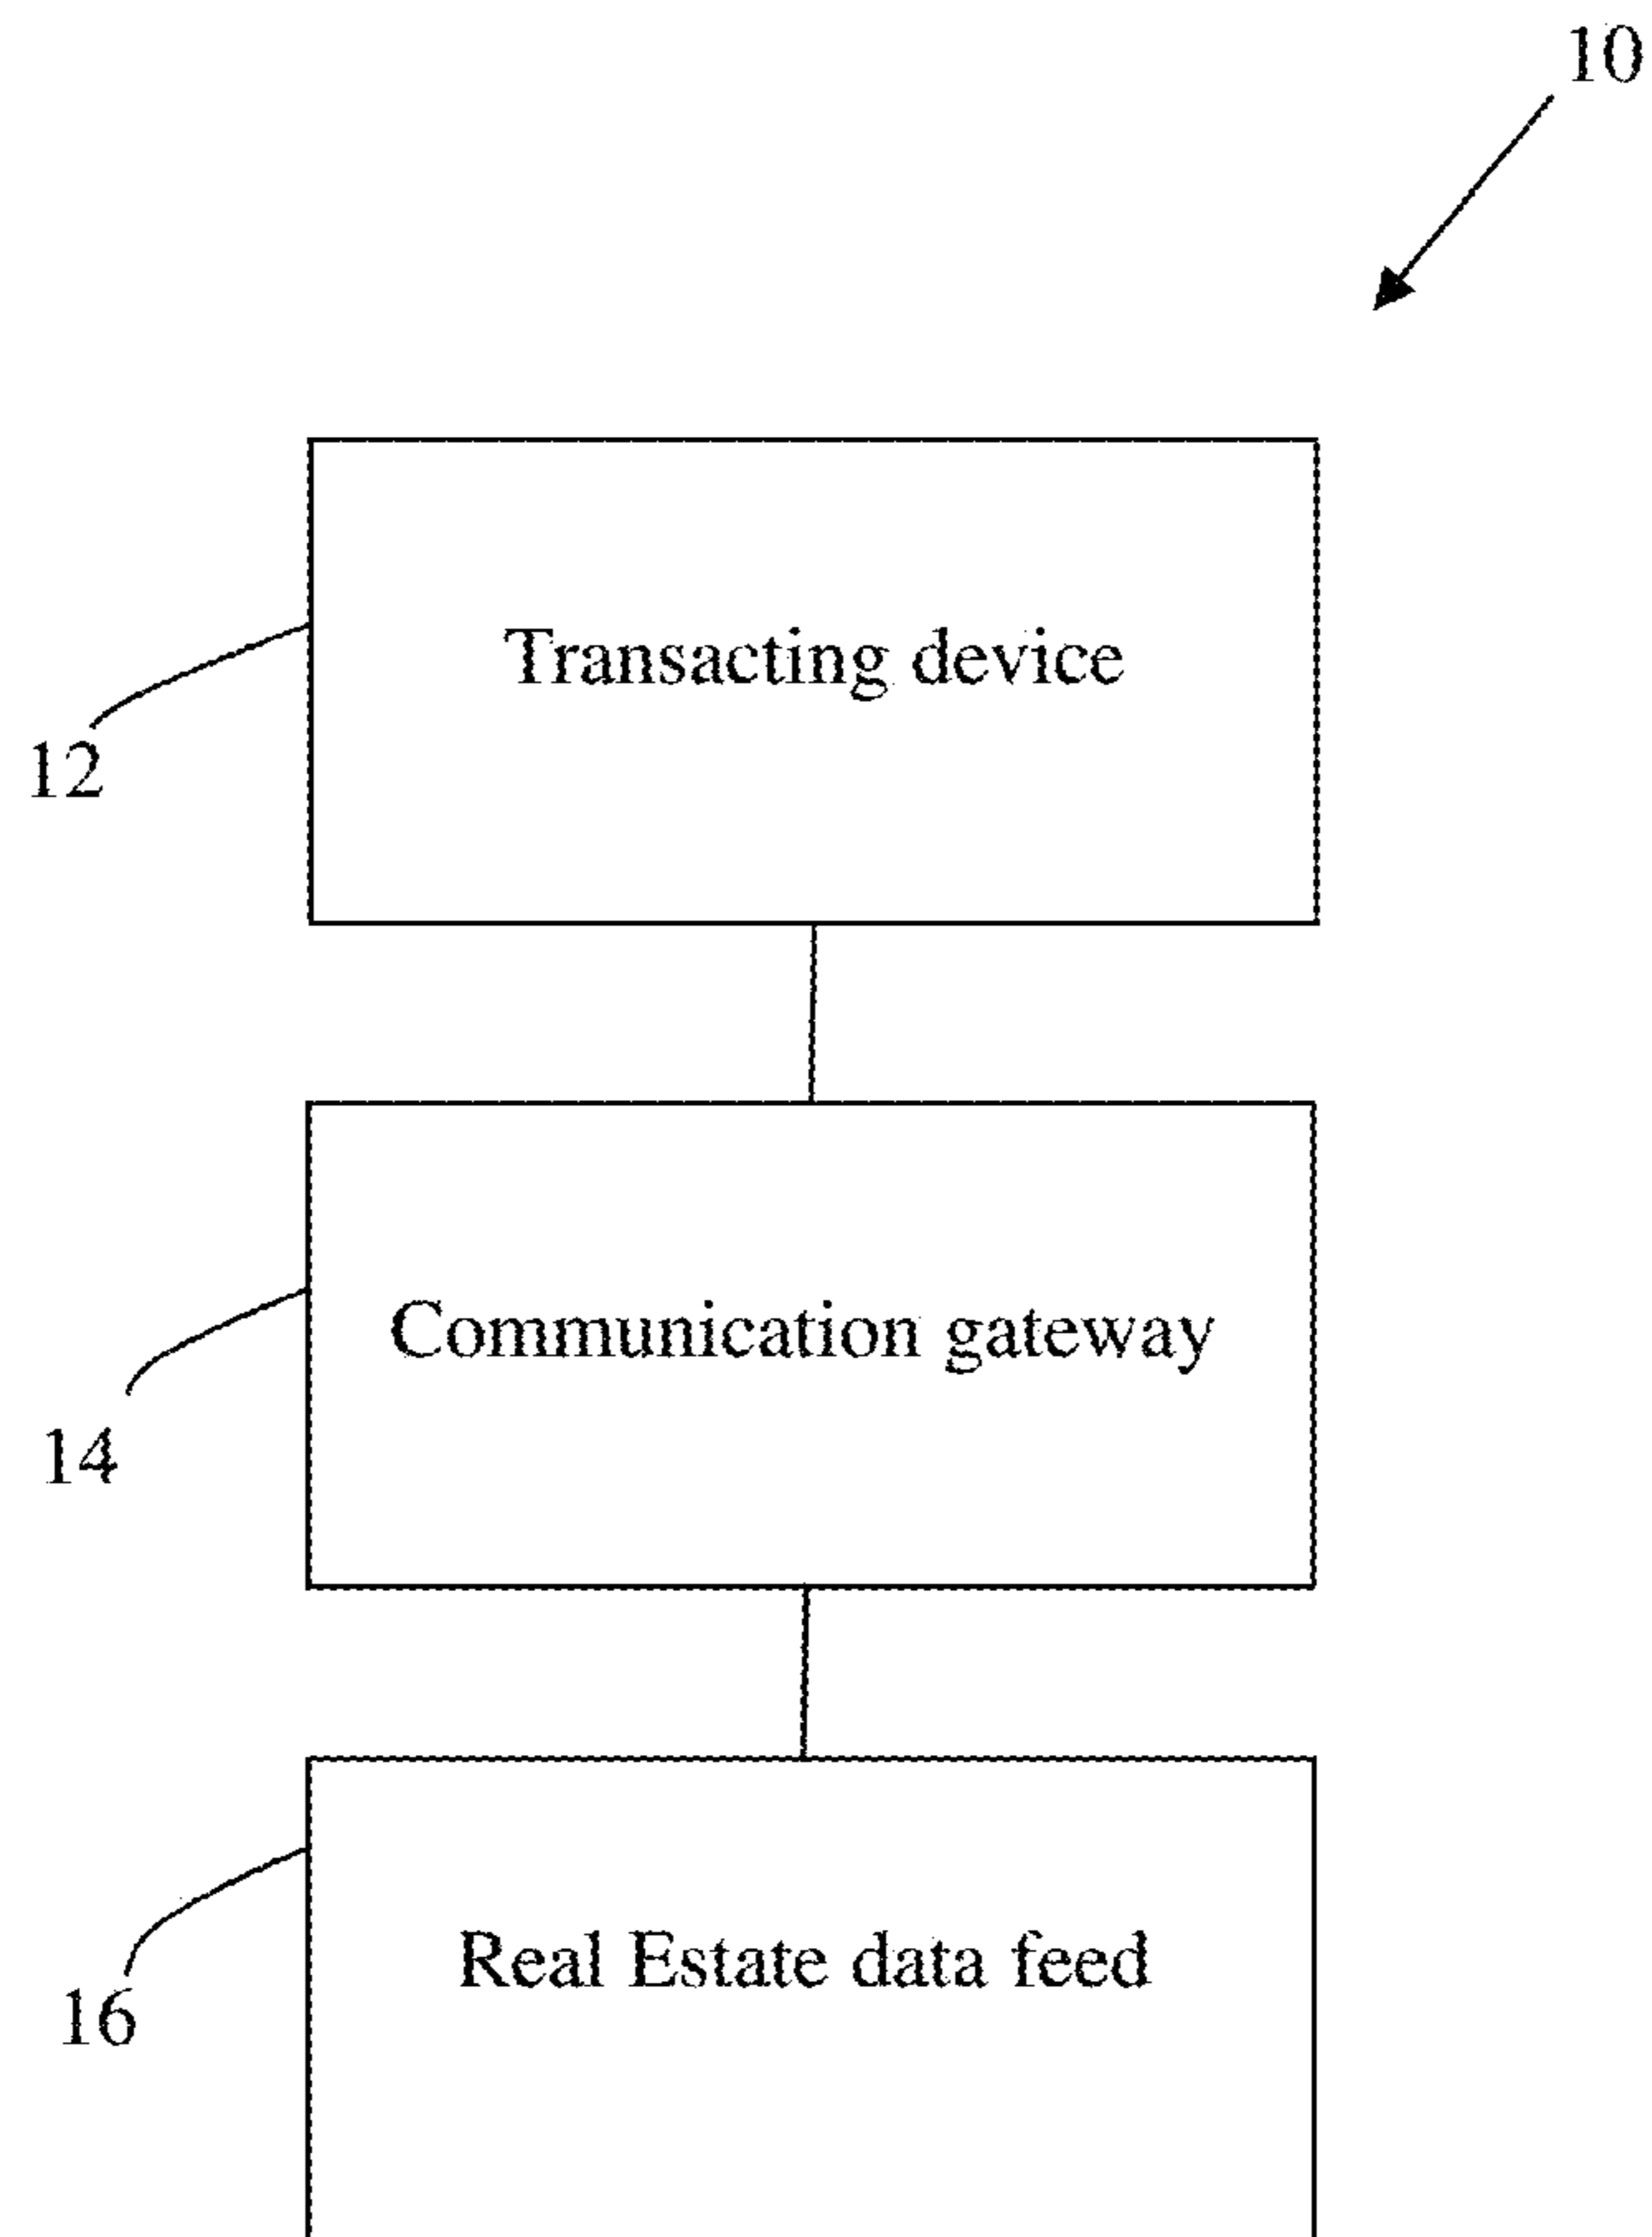 10
Transacting device
12
Communication gateway
14
Real Estate data feed
16